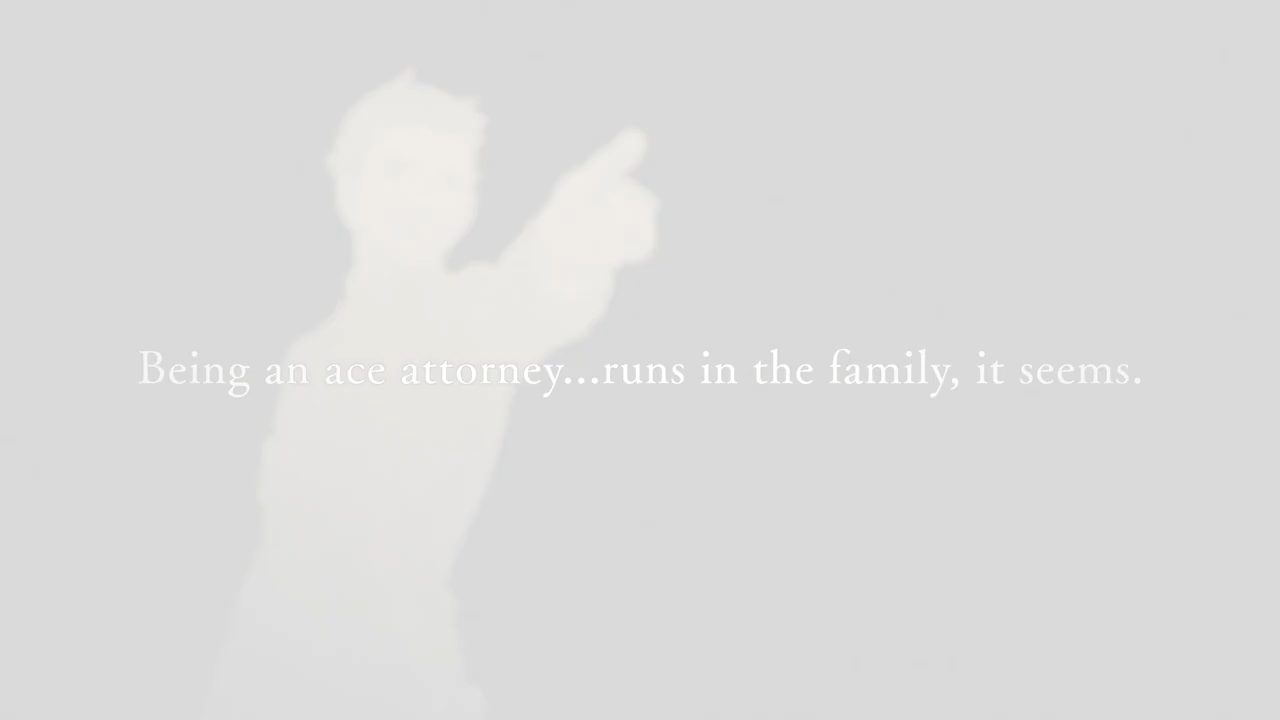 Being an ace attorney...runs in the family, it seems.